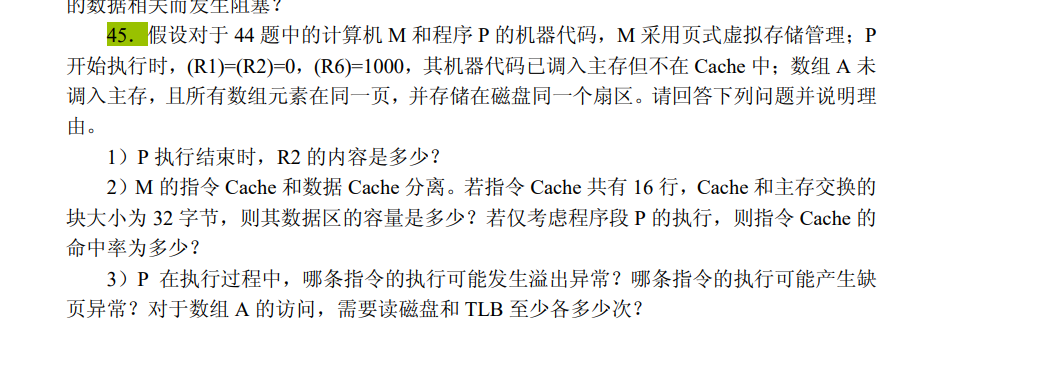 的数据相关而发生阻塞？
45．假设对于 44 题中的计算机 M 和程序 P 的机器代码，M 采用页式虚拟存储管理；P
开始执行时，(R1)=(R2)=0，(R6)=1000，其机器代码已调入主存但不在 Cache 中；数组 A 未
调入主存，且所有数组元素在同一页，并存储在磁盘同一个扇区。请回答下列问题并说明理
由。
1）P 执行结束时，R2 的内容是多少？
2）M 的指令 Cache 和数据 Cache 分离。若指令 Cache 共有 16 行，Cache 和主存交换的
块大小为 32 字节，则其数据区的容量是多少？若仅考虑程序段 P 的执行，则指令 Cache 的
命中率为多少？
3）P 在执行过程中，哪条指令的执行可能发生溢出异常？哪条指令的执行可能产生缺
页异常？对于数组 A 的访问，需要读磁盘和 TLB 至少各多少次？